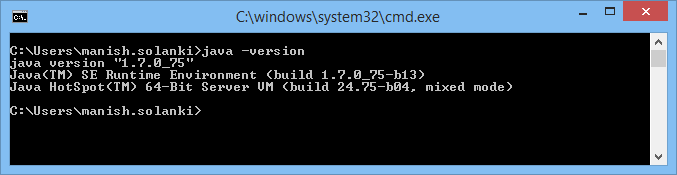 C:\windows\system32\cmd.exe
C:\Users\manish.solanki>java -version
java version "1.7.0_75"
Java(TM) SE Runtime Environment (build 1.7.0_75-b13)
Java HotSpot(TM) 64-Bit Server VM (build 24.75-b04, mixed mode)
C:\Users\manish.solanki>